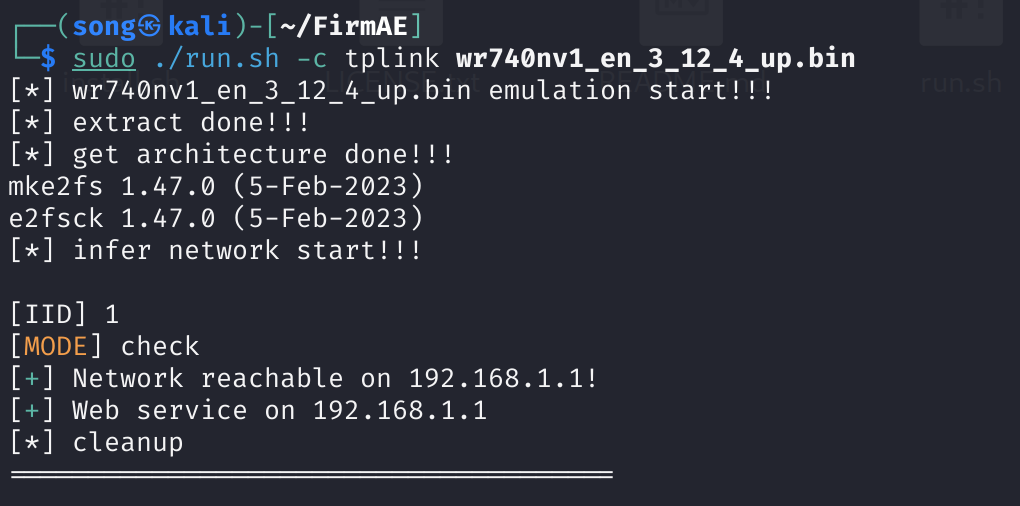 (song㉿kali)-[~/FirmAE]
$ sudo ./run.sh -c tplink wr740nv1_en_3_12_4_up.bin
[*] wr740nv1_en_3_12_4_up.bin emulation start!!!
[*] extract done!!!
[*] get architecture done!!!
mke2fs 1.47.0 (5-Feb-2023)
e2fsck 1.47.0 (5-Feb-2023)
[*] infer network start!!!
[IID] 1
[MODE] check
[+] Network reachable on 192.168.1.1!
[+] Web service on 192.168.1.1
[*] cleanup
run.sh